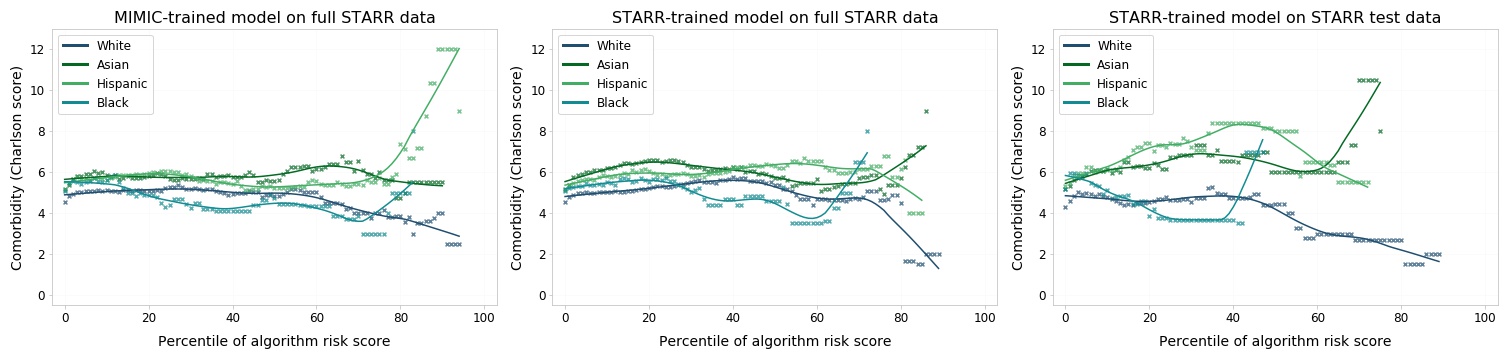 MIMIC-trained model on full STARR data
Comorbidity (Charlson score)
12
10
8
6
4
2
0
White
Asian
Hispanic
Black
0 20 40 60 80 100
Percentile of algorithm risk score
STARR-trained model on full STARR data
Comorbidity (Charlson score)
12
10
8
6
4
2
0
White
Asian
Hispanic
Black
0 20 40 60 80 100
Percentile of algorithm risk score
STARR-trained model on STARR test data
Comorbidity (Charlson score)
12
10
8
6
4
2
0
White
Asian
Hispanic
Black
0 20 40 60 80 100
Percentile of algorithm risk score